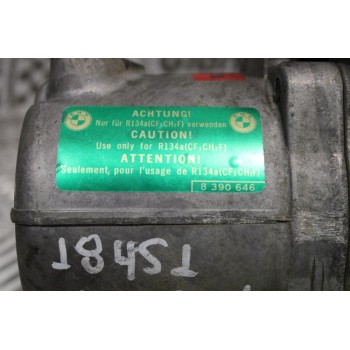 ACHTUNG!
Nur für R134a(CF₃CH₂F) verwenden
CAUTION!
Use only for R134a(CF₃CH₂F)
ATTENTION!
Seulement, pour l'usage de R134a(CF₃CH₂F)
8 390 646